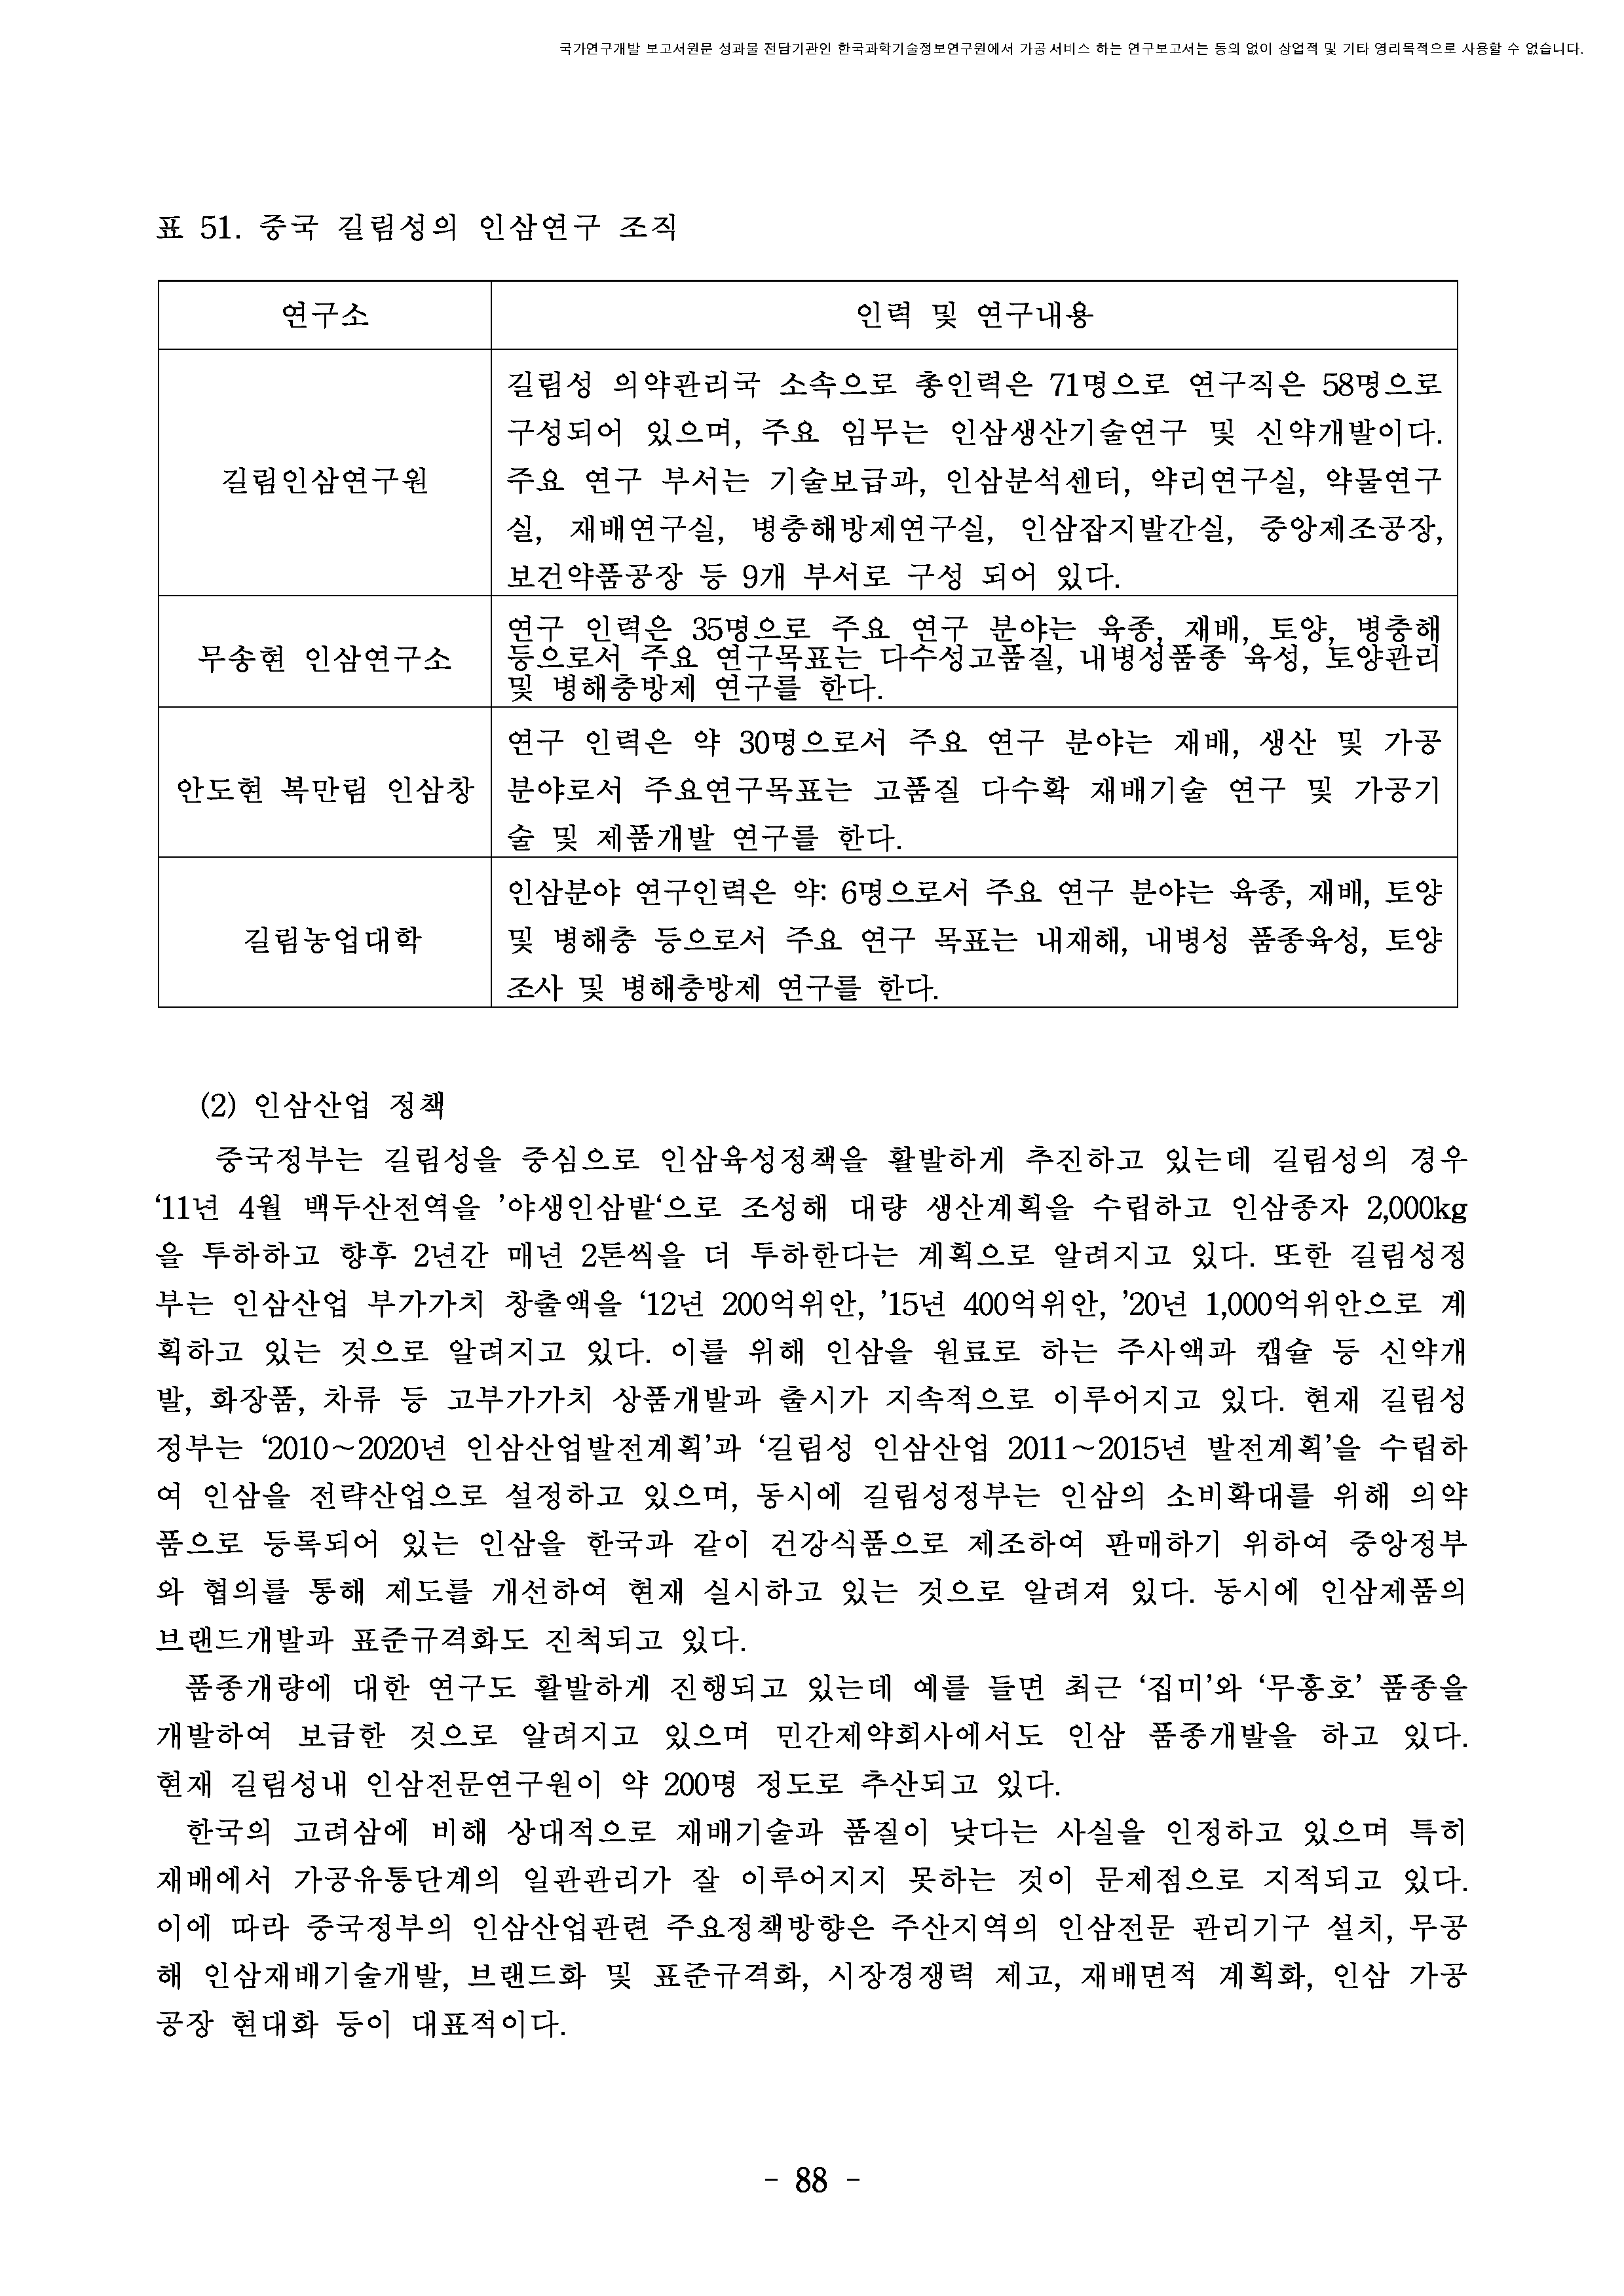 국가연구개발 보고서원문 성과물 전담기관인 한국과학기술정보연구원에서 가공·서비스 하는 연구보고서는 동의 없이 상업적 및 기타 영리목적으로 사용할 수 없습니다.
표 51. 중국 길림성의 인삼연구 조직
연구소 인력 및 연구내용
길림인삼연구원
길림성 의약관리국 소속으로 총인력은 71명으로 연구직은 58명으로
구성되어 있으며, 주요 임무는 인삼생산기술연구 및 신약개발이다.
주요 연구 부서는 기술보급과, 인삼분석센터, 약리연구실, 약물연구
실, 재배연구실, 병충해방제연구실, 인삼잡지발간실, 중앙제조공장,
보건약품공장 등 9개 부서로 구성 되어 있다.
무송현 인삼연구소
연구 인력은 35명으로 주요 연구 분야는 육종, 재배, 토양, 병충해
등으로서 주요 연구목표는 다수성고품질, 내병성품종 육성, 토양관리
및 병해충방제 연구를 한다.
안도현 복만림 인삼창
연구 인력은 약 30명으로서 주요 연구 분야는 재배, 생산 및 가공
분야로서 주요연구목표는 고품질 다수확 재배기술 연구 및 가공기
술 및 제품개발 연구를 한다.
길림농업대학
인삼분야 연구인력은 약: 6명으로서 주요 연구 분야는 육종, 재배, 토양
및 병해충 등으로서 주요 연구 목표는 내재해, 내병성 품종육성, 토양
조사 및 병해충방제 연구를 한다.
(2) 인삼산업 정책
중국정부는 길림성을 중심으로 인삼육성정책을 활발하게 추진하고 있는데 길림성의 경우
‘11년 4월 백두산전역을 ’야생인삼밭‘으로 조성해 대량 생산계획을 수립하고 인삼종자 2,000kg
을 투하하고 향후 2년간 매년 2톤씩을 더 투하한다는 계획으로 알려지고 있다. 또한 길림성정
부는 인삼산업 부가가치 창출액을 ‘12년 200억위안, ’15년 400억위안, ’20년 1,000억위안으로 계
획하고 있는 것으로 알려지고 있다. 이를 위해 인삼을 원료로 하는 주사액과 캡슐 등 신약개
발, 화장품, 차류 등 고부가가치 상품개발과 출시가 지속적으로 이루어지고 있다. 현재 길림성
정부는 ‘2010~2020년 인삼산업발전계획’과 ‘길림성 인삼산업 2011~2015년 발전계획’을 수립하
여 인삼을 전략산업으로 설정하고 있으며, 동시에 길림성정부는 인삼의 소비확대를 위해 의약
품으로 등록되어 있는 인삼을 한국과 같이 건강식품으로 제조하여 판매하기 위하여 중앙정부
와 협의를 통해 제도를 개선하여 현재 실시하고 있는 것으로 알려져 있다. 동시에 인삼제품의
브랜드개발과 표준규격화도 진척되고 있다.
품종개량에 대한 연구도 활발하게 진행되고 있는데 예를 들면 최근 ‘집미’와 ‘무흥호’ 품종을
개발하여 보급한 것으로 알려지고 있으며 민간제약회사에서도 인삼 품종개발을 하고 있다.
현재 길림성내 인삼전문연구원이 약 200명 정도로 추산되고 있다.
한국의 고려삼에 비해 상대적으로 재배기술과 품질이 낮다는 사실을 인정하고 있으며 특히
재배에서 가공유통단계의 일관관리가 잘 이루어지지 못하는 것이 문제점으로 지적되고 있다.
이에 따라 중국정부의 인삼산업관련 주요정책방향은 주산지역의 인삼전문 관리기구 설치, 무공
해 인삼재배기술개발, 브랜드화 및 표준규격화, 시장경쟁력 제고, 재배면적 계획화, 인삼 가공
공장 현대화 등이 대표적이다.
- 88 -